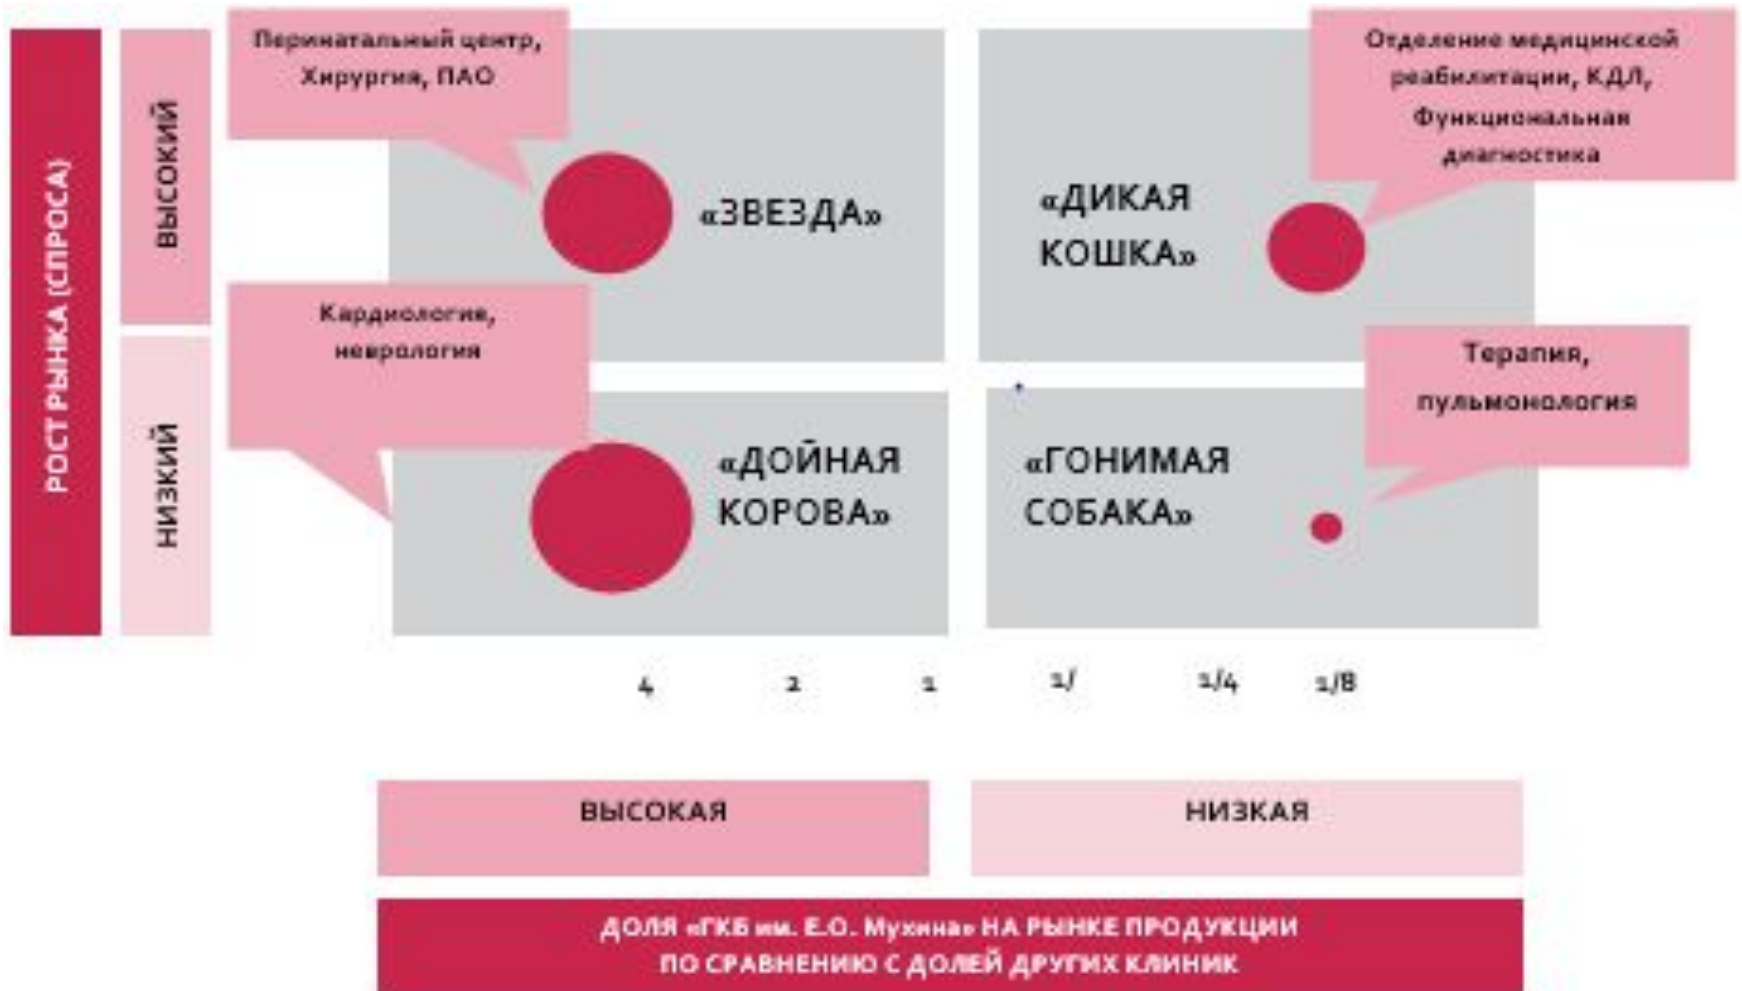 РОСТ РЫНКА (СПРОСА)
ВЫСОКИЙ
НИЗКИЙ
Перинатальный центр,
Хирургия, ПАО
«ЗВЕЗДА»
«ДИКАЯ
КОШКА»
Отделение медицинской
реабилитации, КДЛ,
Функциональная
диагностика
Кардиология,
неврология
«ДОЙНАЯ
КОРОВА»
«ГОНИМАЯ
СОБАКА»
Терапия,
пульмонология
4 2 1 1/ 1/4 1/8
ВЫСОКАЯ
НИЗКАЯ
ДОЛЯ «ГКБ им. Е.О. Мухина» НА РЫНКЕ ПРОДУКЦИИ
ПО СРАВНЕНИЮ С ДОЛЕЙ ДРУГИХ КЛИНИК